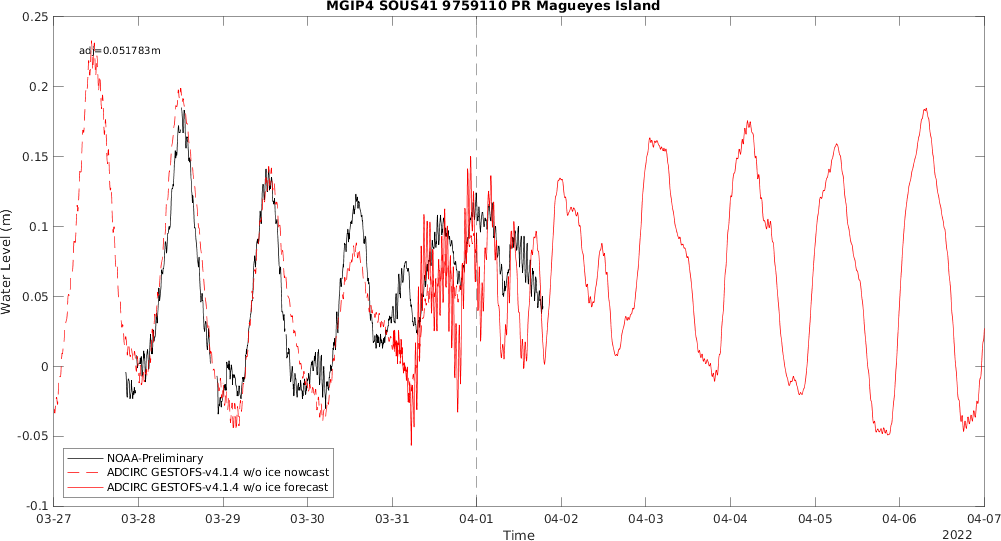 MGIP4 SOUS41 9759110 PR Magueyes Island
0.25
0.2
0.15
0.1
0.05
0
-0.05
-0.1
Water Level (m)
adj=0.051783m
NOAA-Preliminary
ADCIRC GESTOFS-v4.1.4 w/o ice nowcast
ADCIRC GESTOFS-v4.1.4 w/o ice forecast
03-27 03-28 03-29 03-30 03-31 04-01 04-02 04-03 04-04 04-05 04-06 04-07
Time
2022